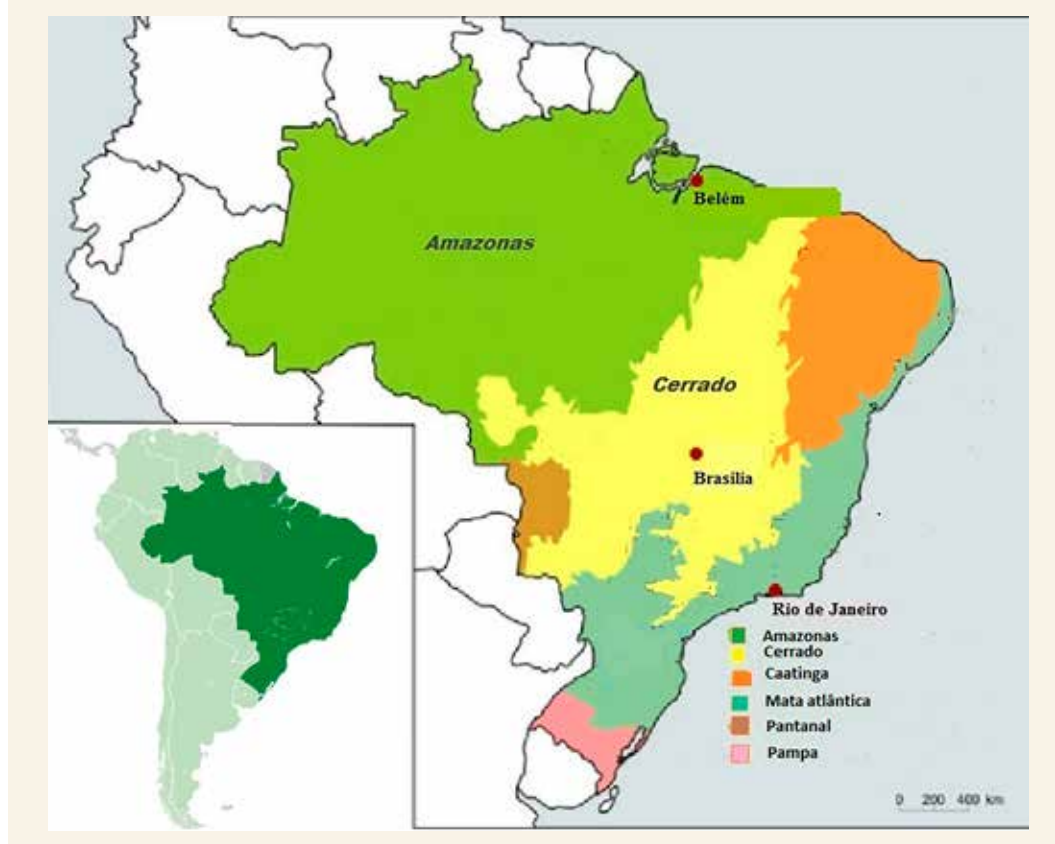 Belém
Amazonas
Cerrado
Brasilia
Rio de Janeiro
Amazonas
Cerrado
Caatinga
Mata atlântica
Pantanal
Pampa
0 200 400 km